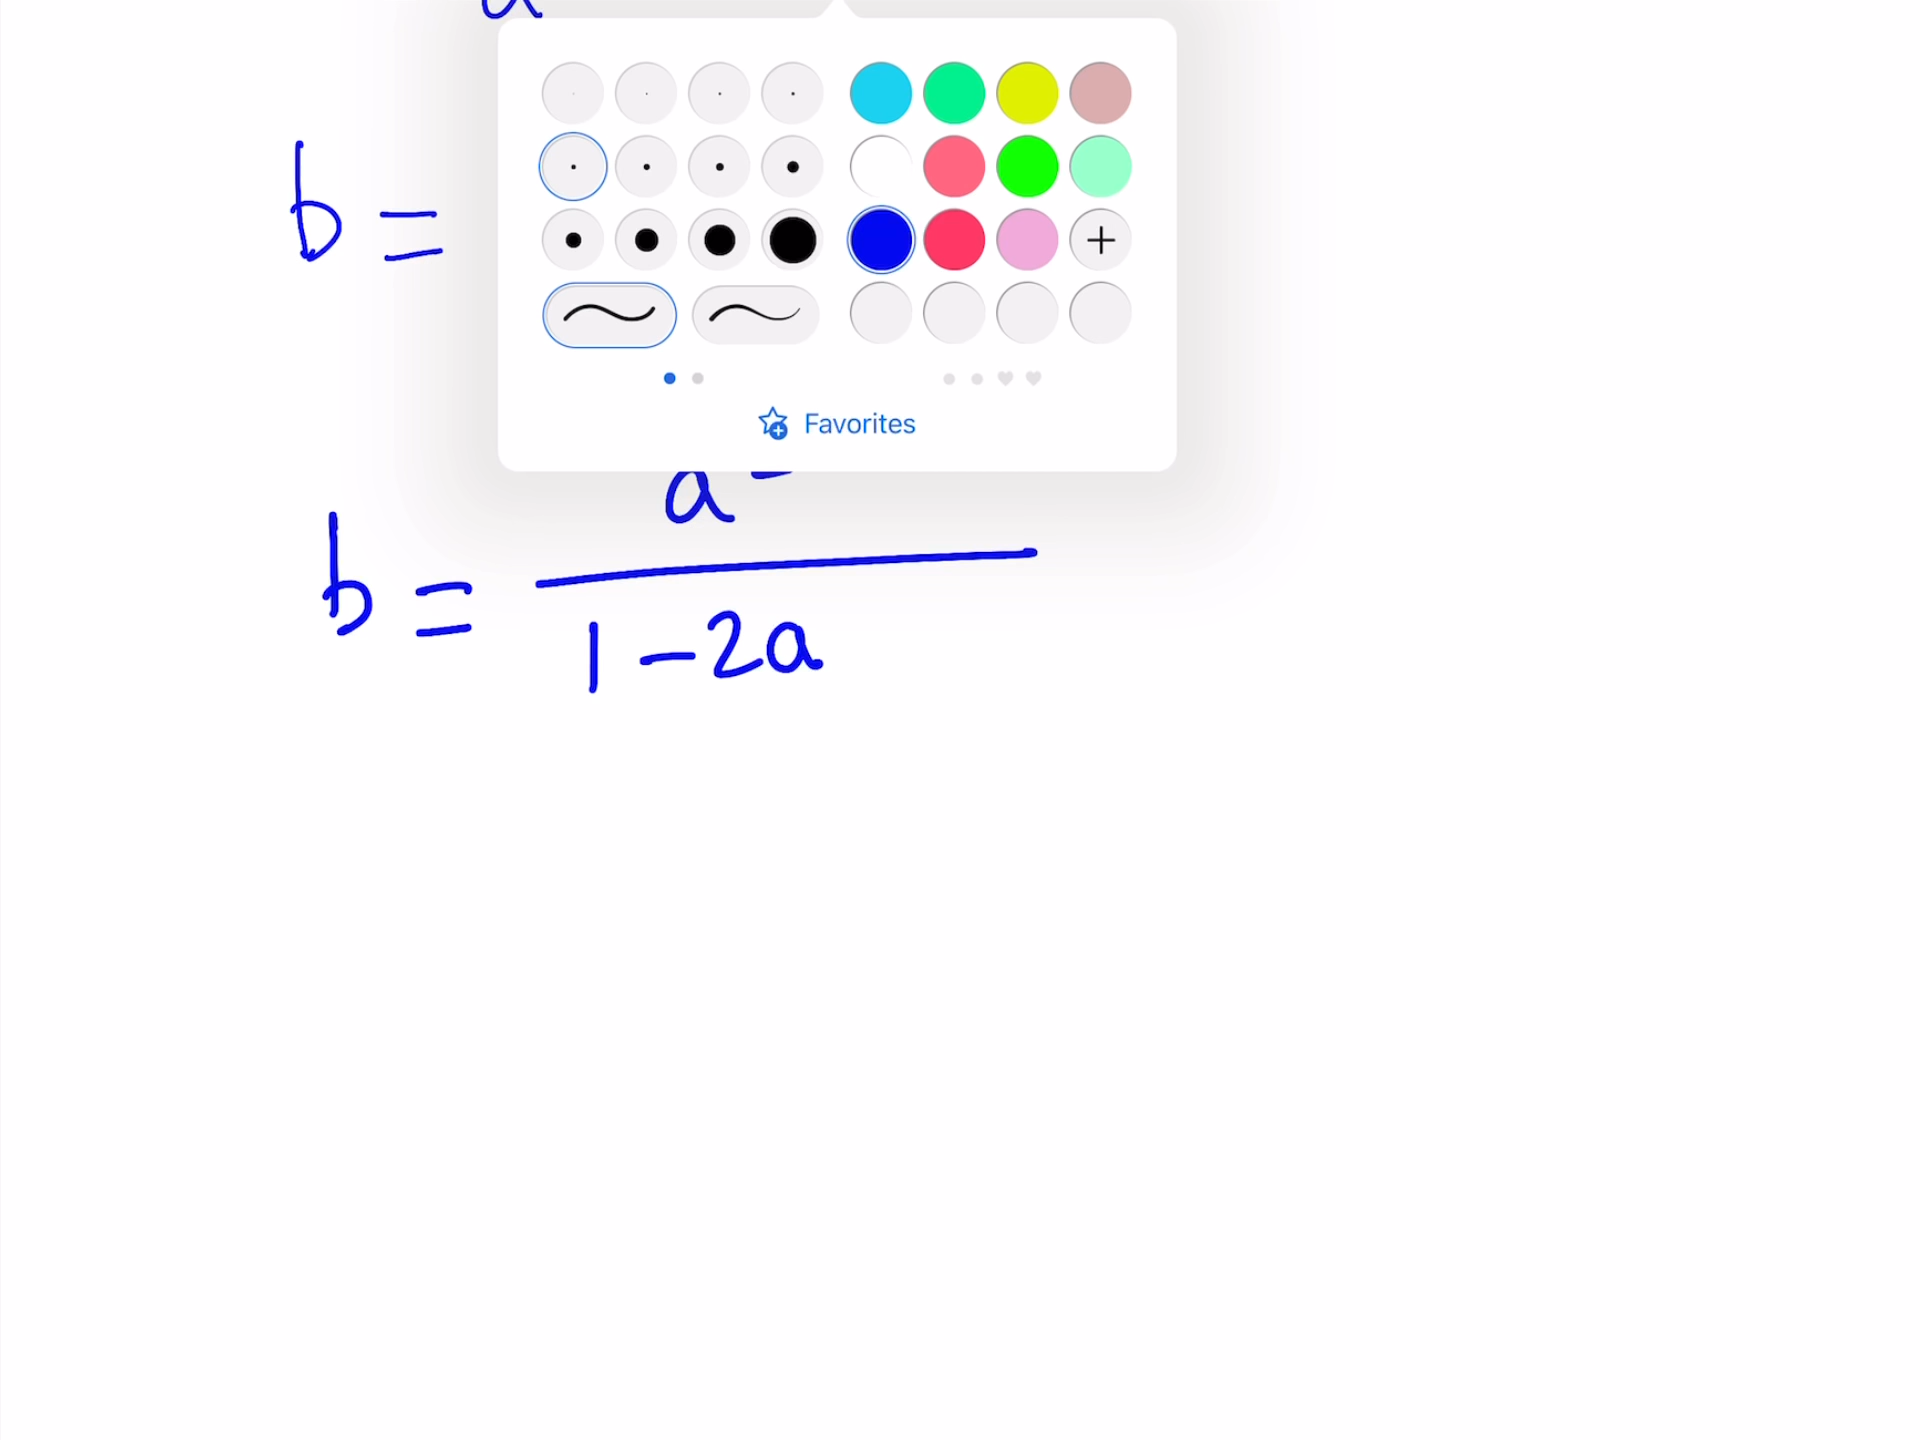 a
b =
Favorites
a -
b =
1 - 2a